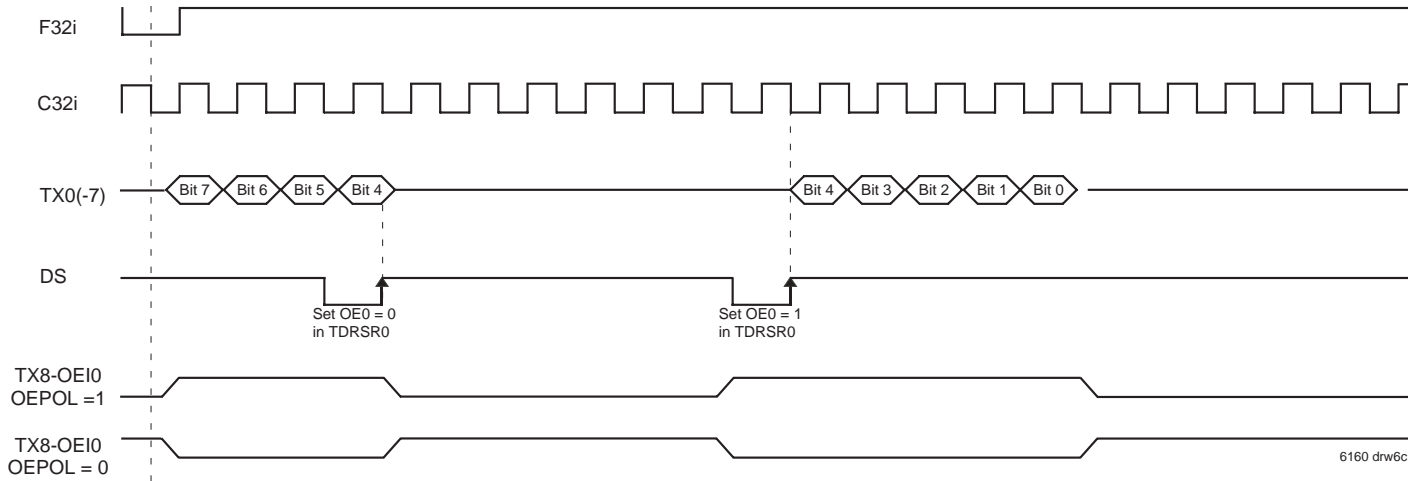 F32i
C32i
TX0(-7)
Bit 7 Bit 6 Bit 5 Bit 4 Bit 4 Bit 3 Bit 2 Bit 1 Bit 0
DS
Set OE0 = 0
in TDRSR0
Set OE0 = 1
in TDRSR0
TX8-OEI0
OEPOL =1
TX8-OEI0
OEPOL = 0
6160 drw6c